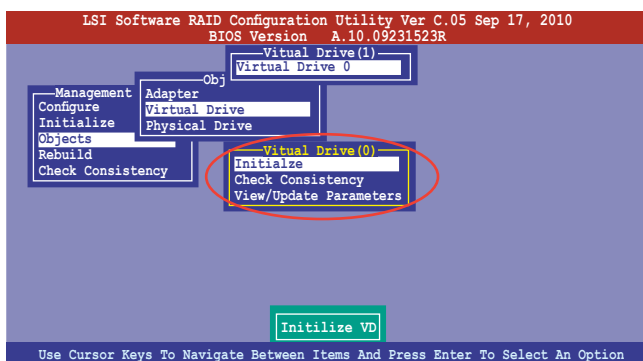 LSI Software RAID Configuration Utility Ver C.05 Sep 17, 2010
BIOS Version A.10.09231523R
Vitual Drive(1)
Virtual Drive 0
Obj
Adapter
Virtual Drive
Physical Drive
Management
Configure
Initialize
Objects
Rebuild
Check Consistency
Vitual Drive(0)
Initialze
Check Consistency
View/Update Parameters
Initilize VD
Use Cursor Keys To Navigate Between Items And Press Enter To Select An Option